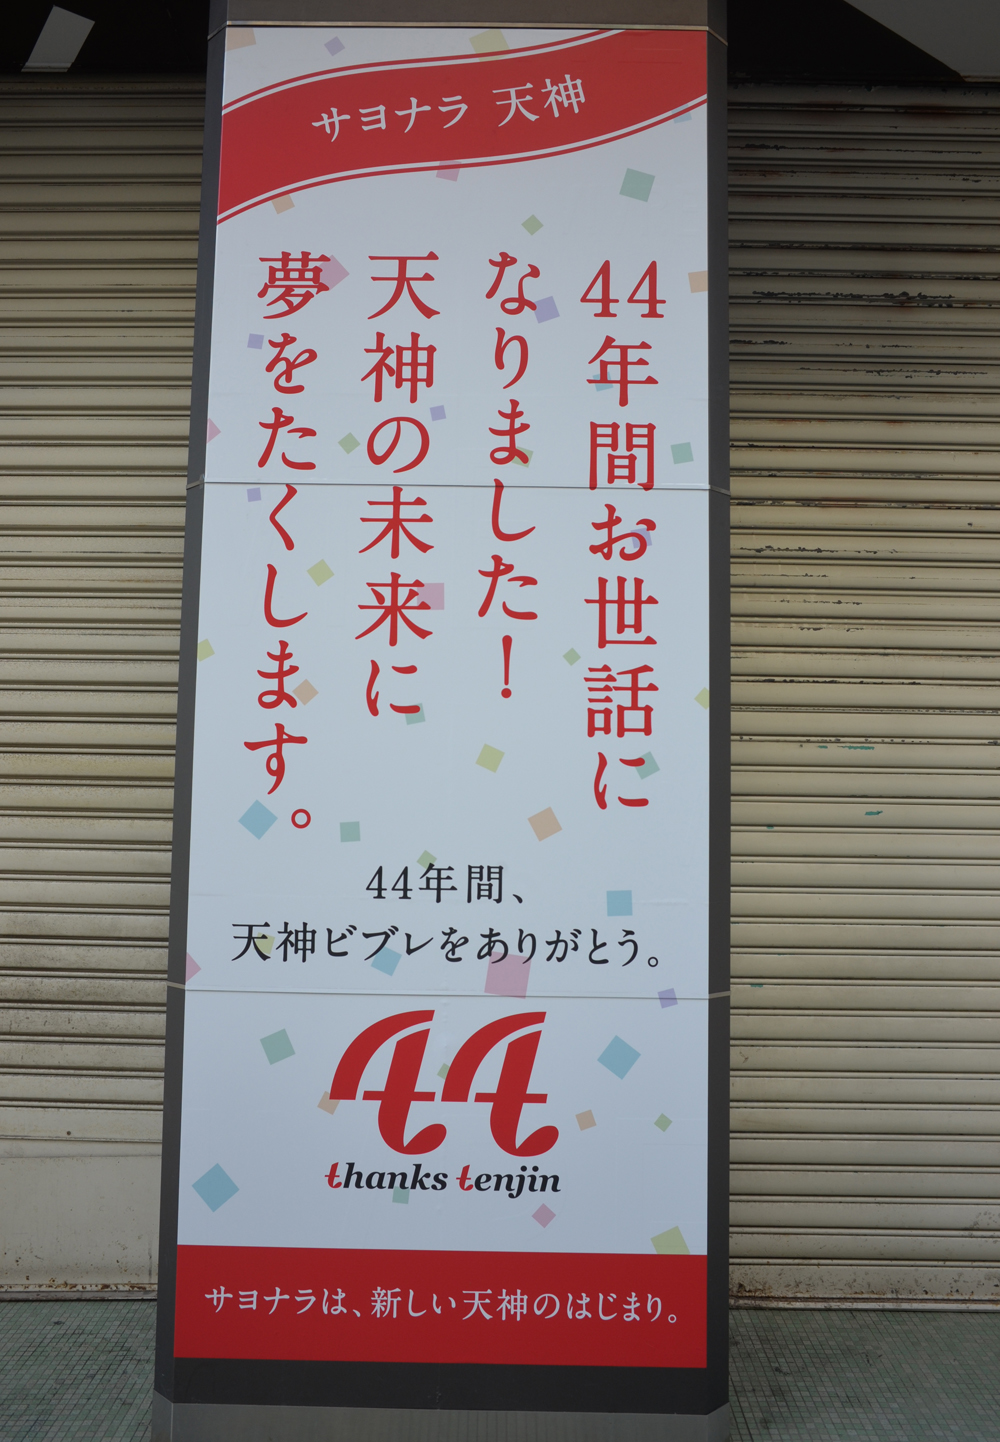 サヨナラ 天神
44年間お世話に
なりました！
天神の未来に
夢をたくします。
44年間、
天神ビブレをありがとう。
44
thanks tenjin
サヨナラは、新しい天神のはじまり。